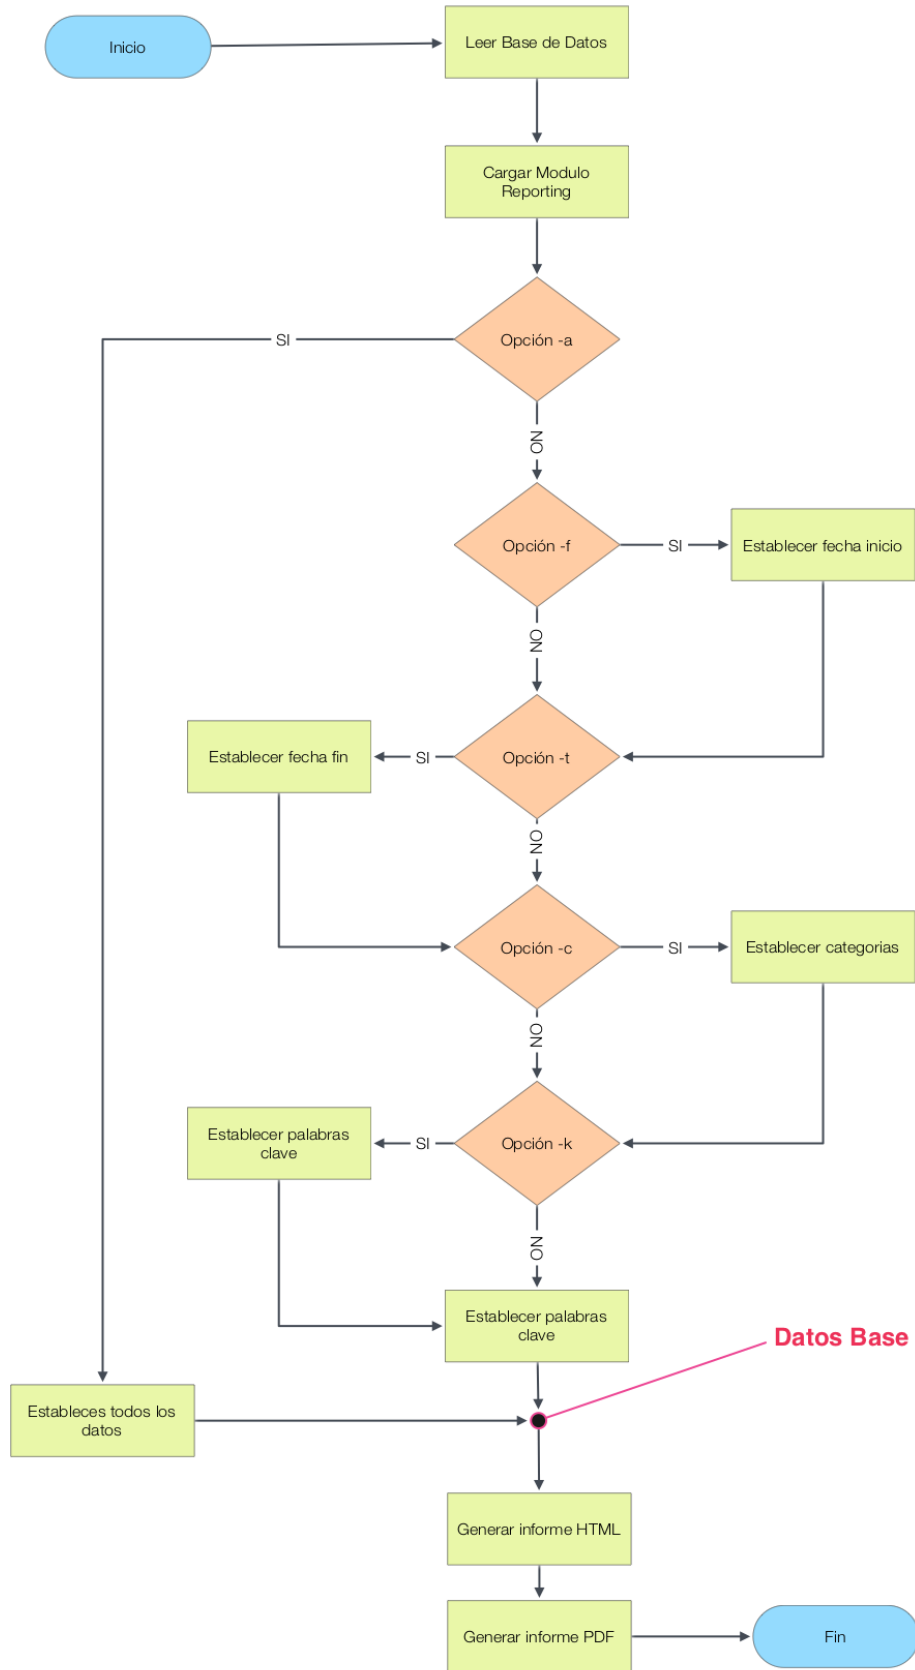 Inicio
Leer Base de Datos
Cargar Modulo
Reporting
Opción -a
SI
NO
Opción -f
SI
Establecer fecha inicio
NO
Opción -t
SI
Establecer fecha fin
NO
Opción -c
SI
Establecer categorias
NO
Opción -k
SI
Establecer palabras
clave
NO
Establecer palabras
clave
Datos Base
Estableces todos los
datos
Generar informe HTML
Generar informe PDF
Fin